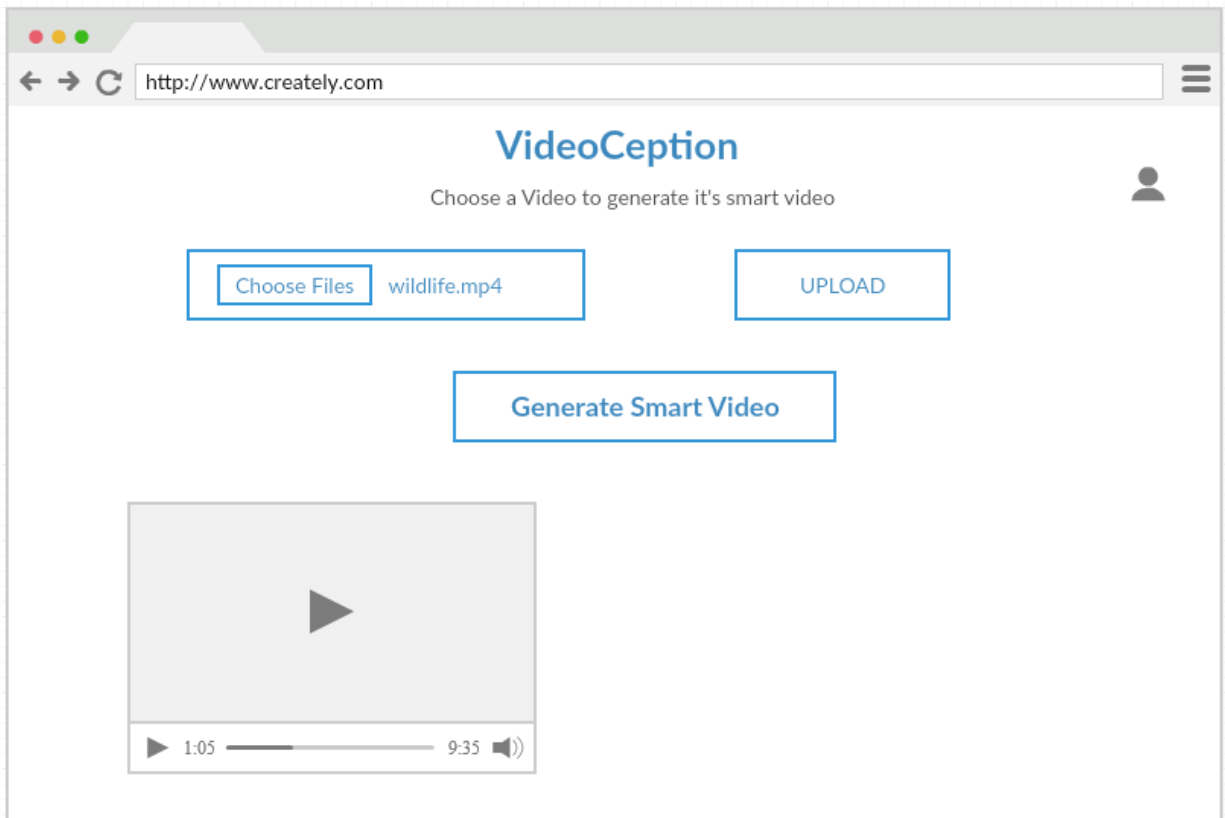 http://www.creately.com
VideoCeption
Choose a Video to generate it's smart video
Choose Files wildlife.mp4 UPLOAD
Generate Smart Video
1:05 9:35